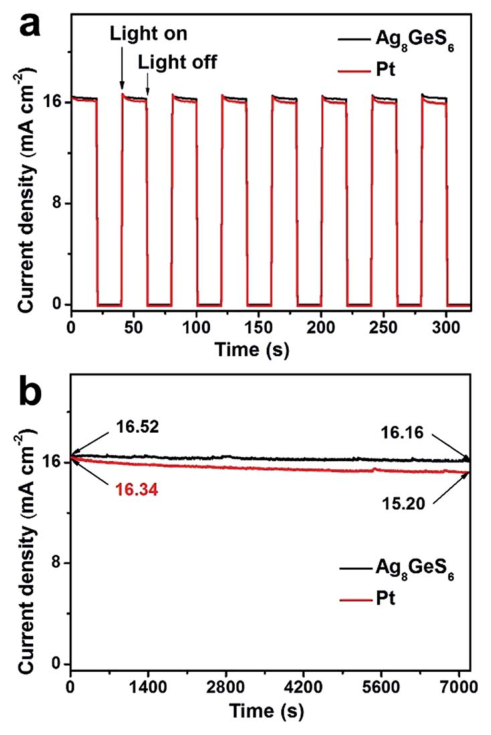 a
Light on
Light off
Ag₈GeS₆
Pt
Current density (mA cm⁻²)
16
8
0
0 50 100 150 200 250 300
Time (s)
b
16.52
16.16
16.34
15.20
Ag₈GeS₆
Pt
Current density (mA cm⁻²)
16
8
0
0 1400 2800 4200 5600 7000
Time (s)